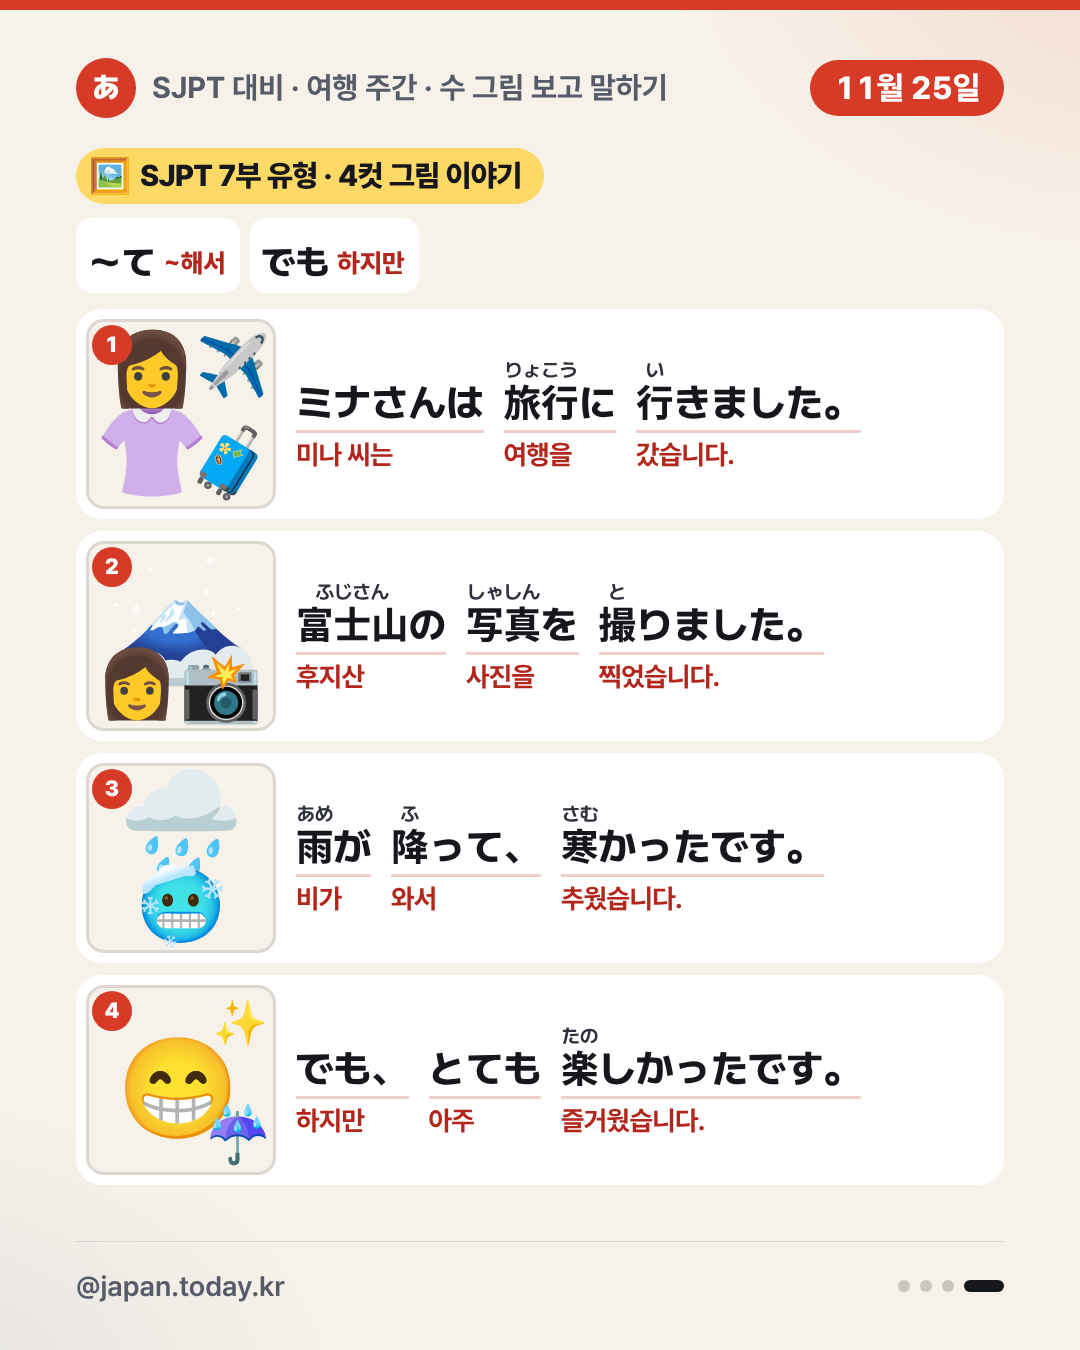 あ SJPT 대비 · 여행 주간 · 수 그림 보고 말하기
11월 25일
SJPT 7부 유형 · 4컷 그림 이야기
～て ~해서 でも 하지만
1
りょこう い
ミナさんは 旅行に 行きました。
미나 씨는 여행을 갔습니다.
2
ふじさん しゃしん と
富士山の 写真を 撮りました。
후지산 사진을 찍었습니다.
3
あめ ふ さむ
雨が 降って、 寒かったです。
비가 와서 추웠습니다.
4
たの
でも、 とても 楽しかったです。
하지만 아주 즐거웠습니다.
@japan.today.kr